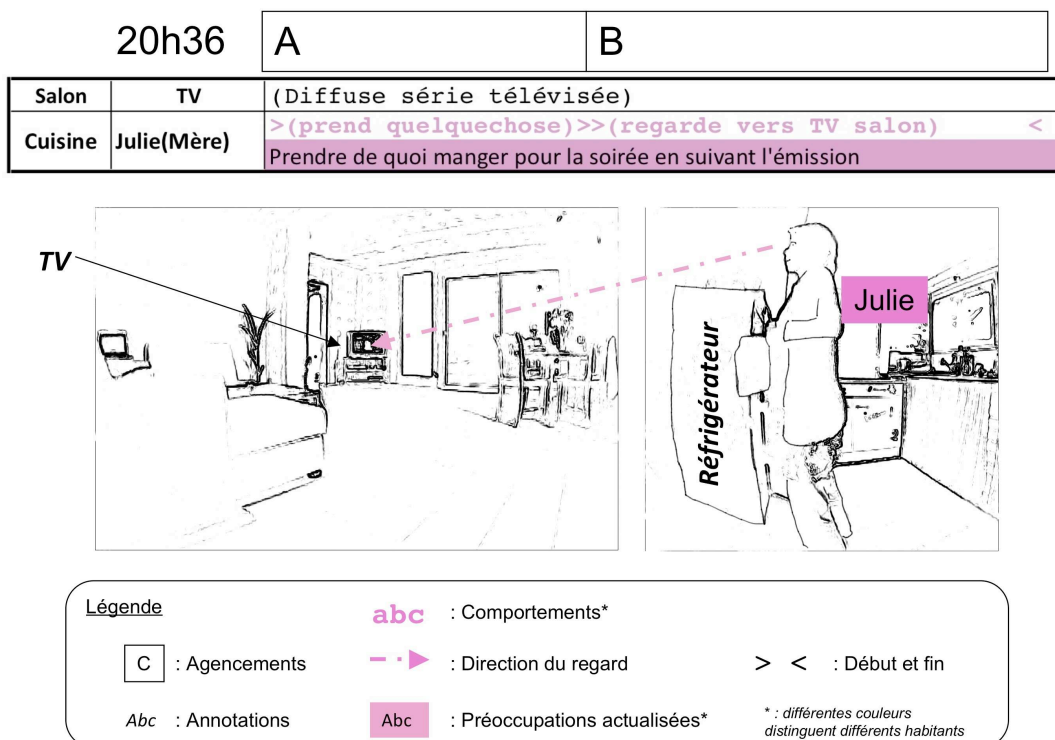 20h36 A B
Salon TV (Diffuse série télévisée)
Cuisine Julie(Mère) >(prend quelquechose)>>(regarde vers TV salon) <
Prendre de quoi manger pour la soirée en suivant l'émission
TV
Julie
Réfrigérateur
Légende
abc : Comportements*
C : Agencements
: Direction du regard
> < : Début et fin
Abc : Annotations
Abc : Préoccupations actualisées*
* : différentes couleurs
distinguent différents habitants